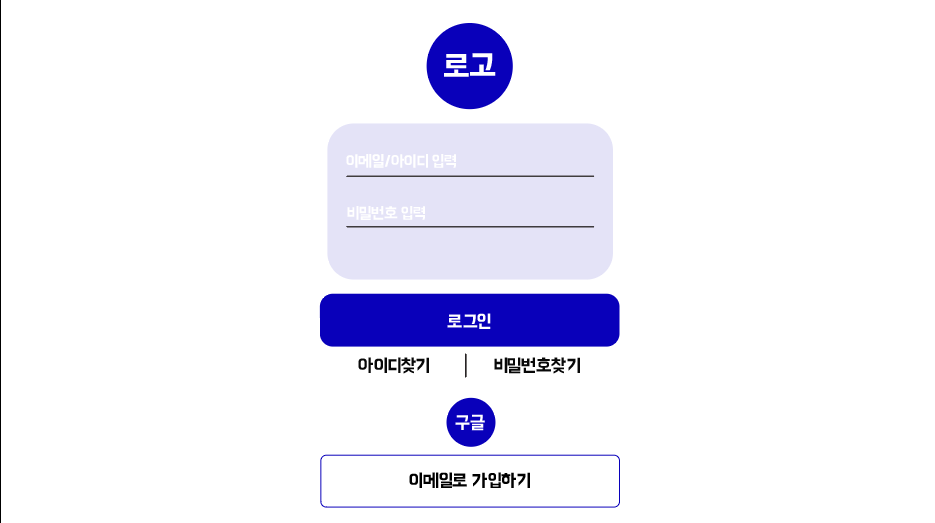 로고
이메일/아이디 입력
비밀번호 입력
로그인
아이디찾기
비밀번호찾기
구글
이메일로 가입하기